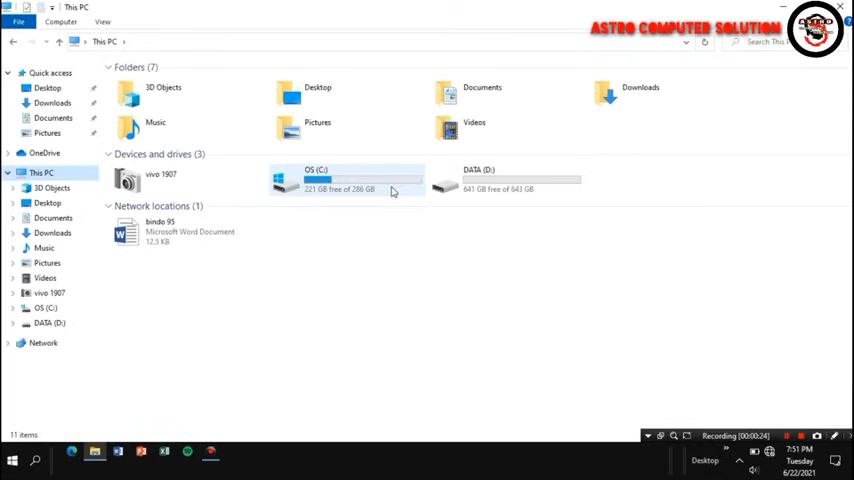 This PC
ASTRO COMPUTER SOLUTION
ASTRO
File Computer View
This PC
Search This PC
Quick access
Desktop
Downloads
Documents
Pictures
OneDrive
This PC
3D Objects
Desktop
Documents
Downloads
Music
Pictures
Videos
vivo 1907
OS (C:)
DATA (D:)
Network
Folders (7)
3D Objects
Desktop
Documents
Downloads
Music
Pictures
Videos
Devices and drives (3)
vivo 1907
OS (C:)
221 GB free of 286 GB
DATA (D:)
641 GB free of 643 GB
Network locations (1)
bindo 95
Microsoft Word Document
12.5 KB
11 items
Recording [00:00:24]
Desktop
7:51 PM
Tuesday
6/22/2021